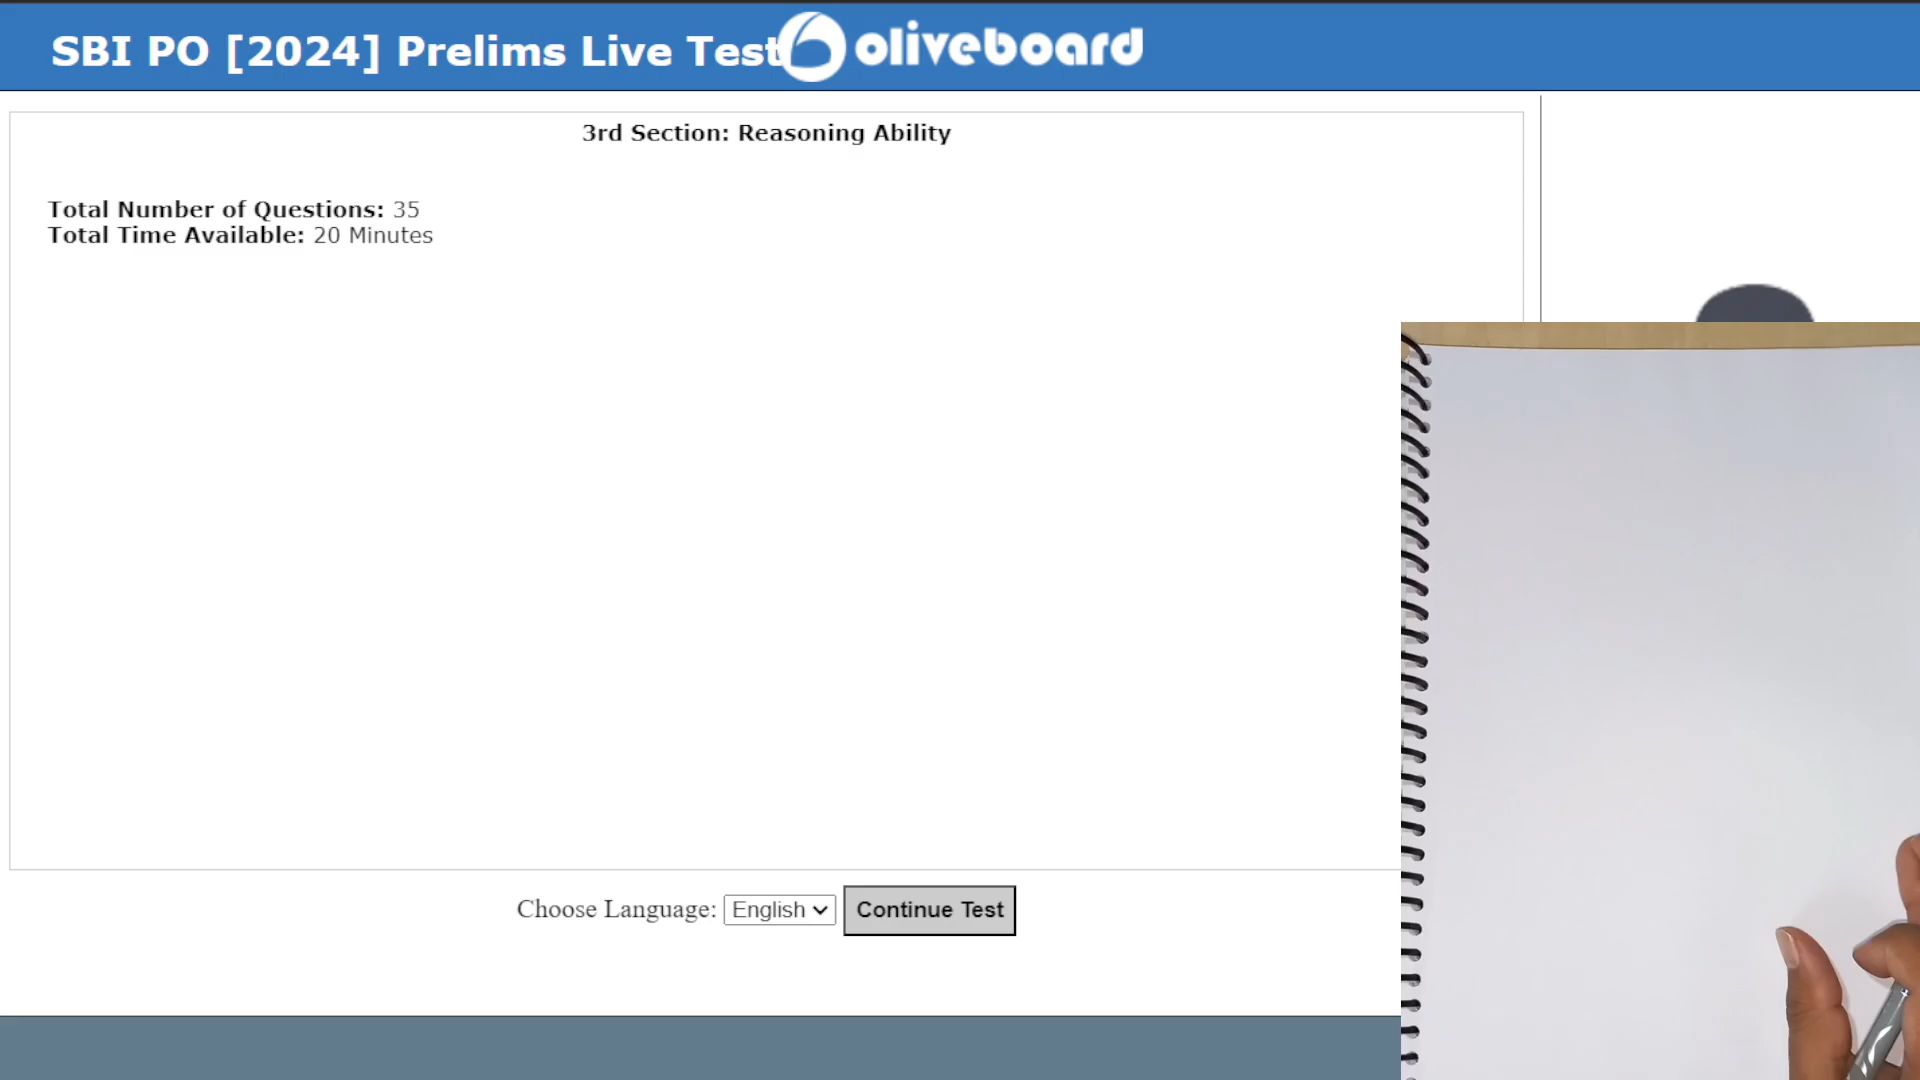 SBI PO [2024] Prelims Live Test
oliveboard
3rd Section: Reasoning Ability
Total Number of Questions: 35
Total Time Available: 20 Minutes
Choose Language: English Continue Test